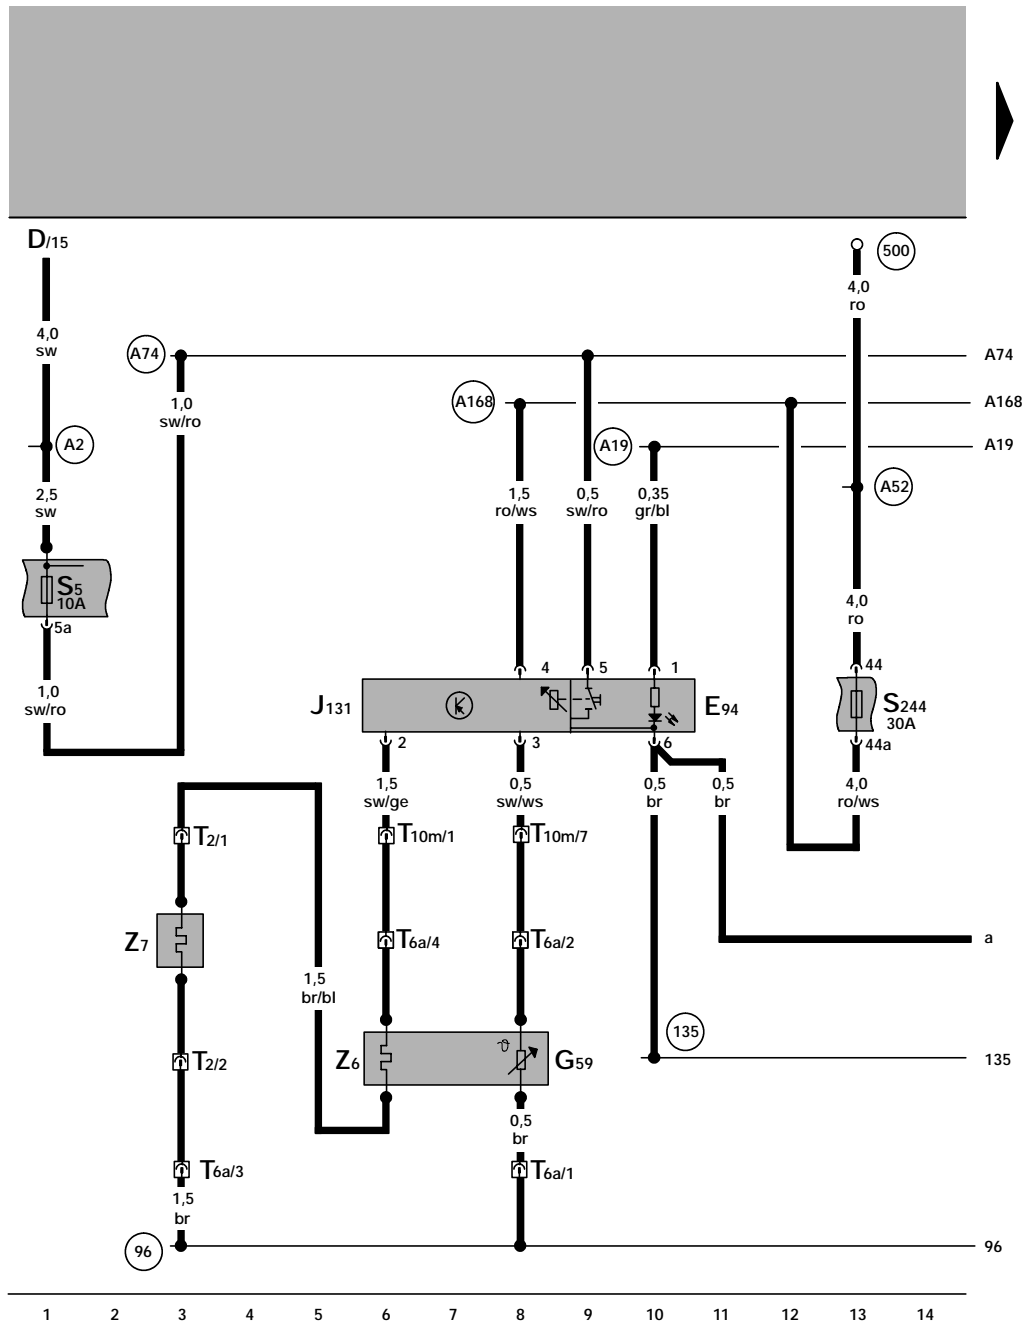 D/15
500
4,0
ro
4,0
sw
A74
A74
1,0
sw/ro
A168
A168
A2
A19
A19
2,5
sw
1,5
ro/ws
0,5
sw/ro
0,35
gr/bl
A52
S5
10A
4,0
ro
5a
4
5
1
44
1,0
sw/ro
J131
E94
S244
30A
2
3
6
44a
1,5
sw/ge
0,5
sw/ws
0,5
br
0,5
br
4,0
ro/ws
T2/1
T10m/1
T10m/7
Z7
T6a/4
T6a/2
a
1,5
br/bl
135
T2/2
Z6
ϑ
G59
135
0,5
br
T6a/3
T6a/1
1,5
br
96
96
1 2 3 4 5 6 7 8 9 10 11 12 13 14